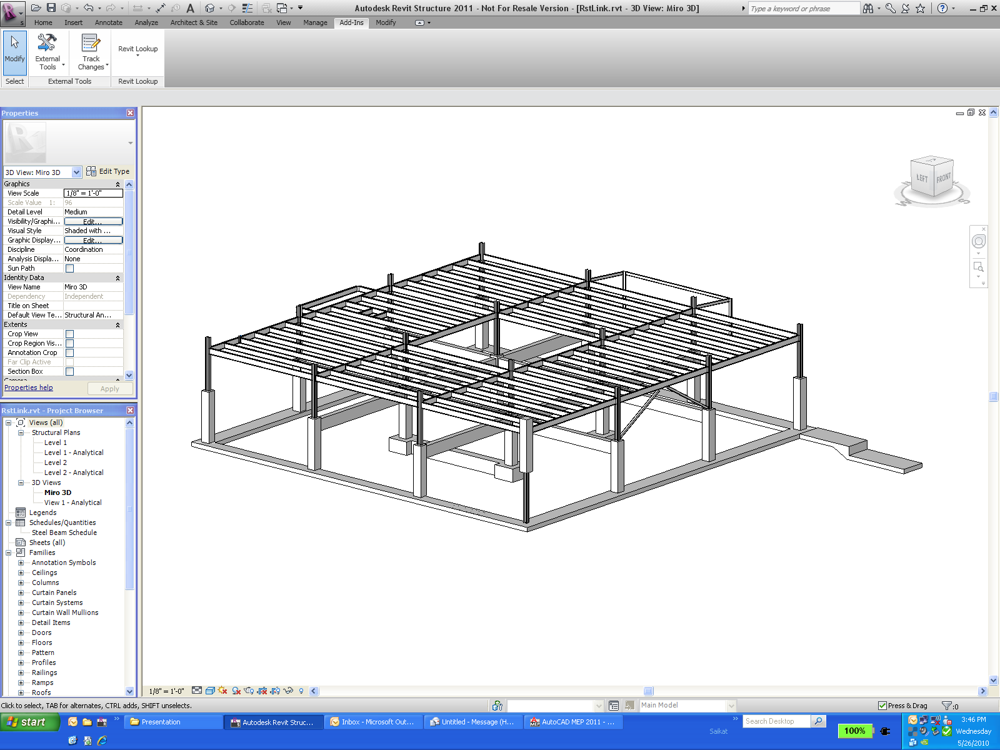 Autodesk Revit Structure 2011 - Not For Resale Version - [RstLink.rvt - 3D View: Miro 3D]
Type a keyword or phrase
Home Insert Annotate Analyze Architect & Site Collaborate View Manage Add-Ins Modify
Modify
External Tools
Track Changes
Revit Lookup
Select
External Tools
Revit Lookup
Properties
3D View: Miro 3D
Edit Type
Graphics
View Scale 1/8" = 1'-0"
Scale Value 1: 96
Detail Level Medium
Visibility/Graphi... Edit...
Visual Style Shaded with ...
Graphic Display... Edit...
Discipline Coordination
Analysis Displa... None
Sun Path
Identity Data
View Name Miro 3D
Dependency Independent
Title on Sheet
Default View Te... Structural An...
Extents
Crop View
Crop Region Vis...
Annotation Crop
Far Clip Active
Section Box
Camera
Properties help
Apply
LEFT FRONT
W S
RstLink.rvt - Project Browser
Views (all)
Structural Plans
Level 1
Level 1 - Analytical
Level 2
Level 2 - Analytical
3D Views
Miro 3D
View 1 - Analytical
Legends
Schedules/Quantities
Steel Beam Schedule
Sheets (all)
Families
Annotation Symbols
Ceilings
Columns
Curtain Panels
Curtain Systems
Curtain Wall Mullions
Detail Items
Doors
Floors
Pattern
Profiles
Railings
Ramps
Roofs
1/8" = 1'-0"
Click to select, TAB for alternates, CTRL adds, SHIFT unselects.
Main Model
Press & Drag
:0
start
Presentation
Autodesk Revit Struc...
Inbox - Microsoft Out...
Untitled - Message (H...
AutoCAD MEP 2011 - ...
Saikat
Search Desktop
100%
3:46 PM
Wednesday
5/26/2010